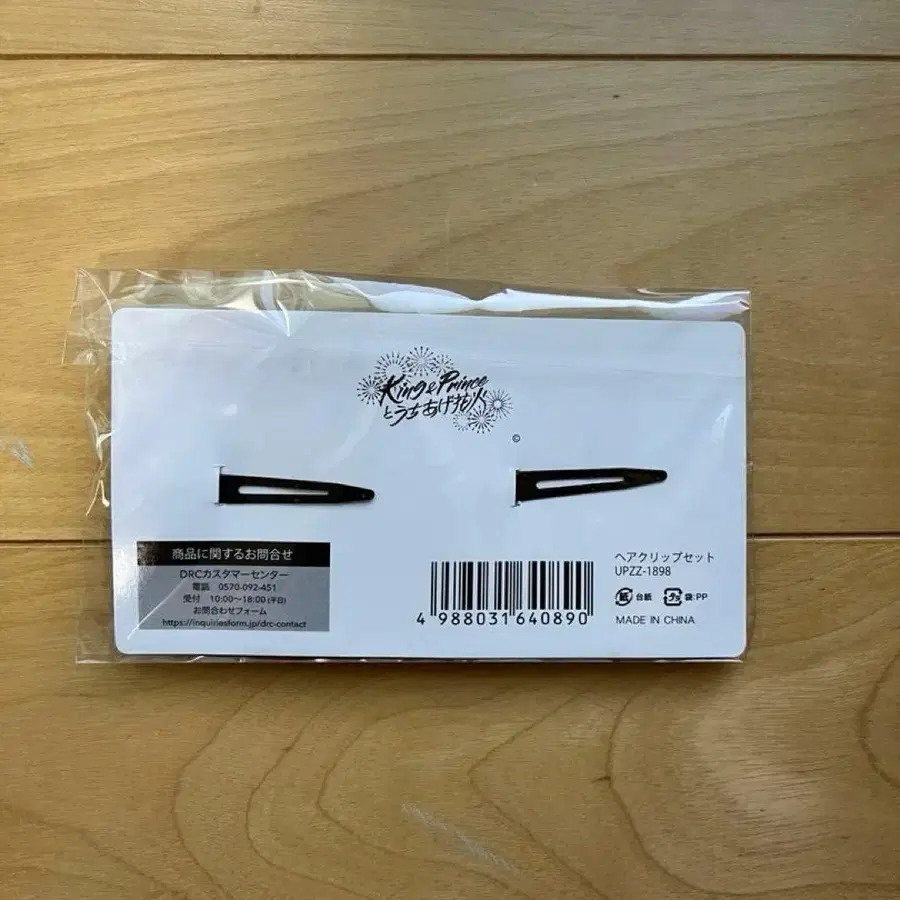 King & Prince
とうちあげ花火
©
商品に関するお問合せ
DRCカスタマーセンター
電話 0570-092-451
受付 10:00～18:00(平日)
お問合わせフォーム
https://inquiriesform.jp/drc-contact
4 988031 640890
ヘアクリップセット
UPZZ-1898
紙 台紙 プラ 袋:PP
MADE IN CHINA